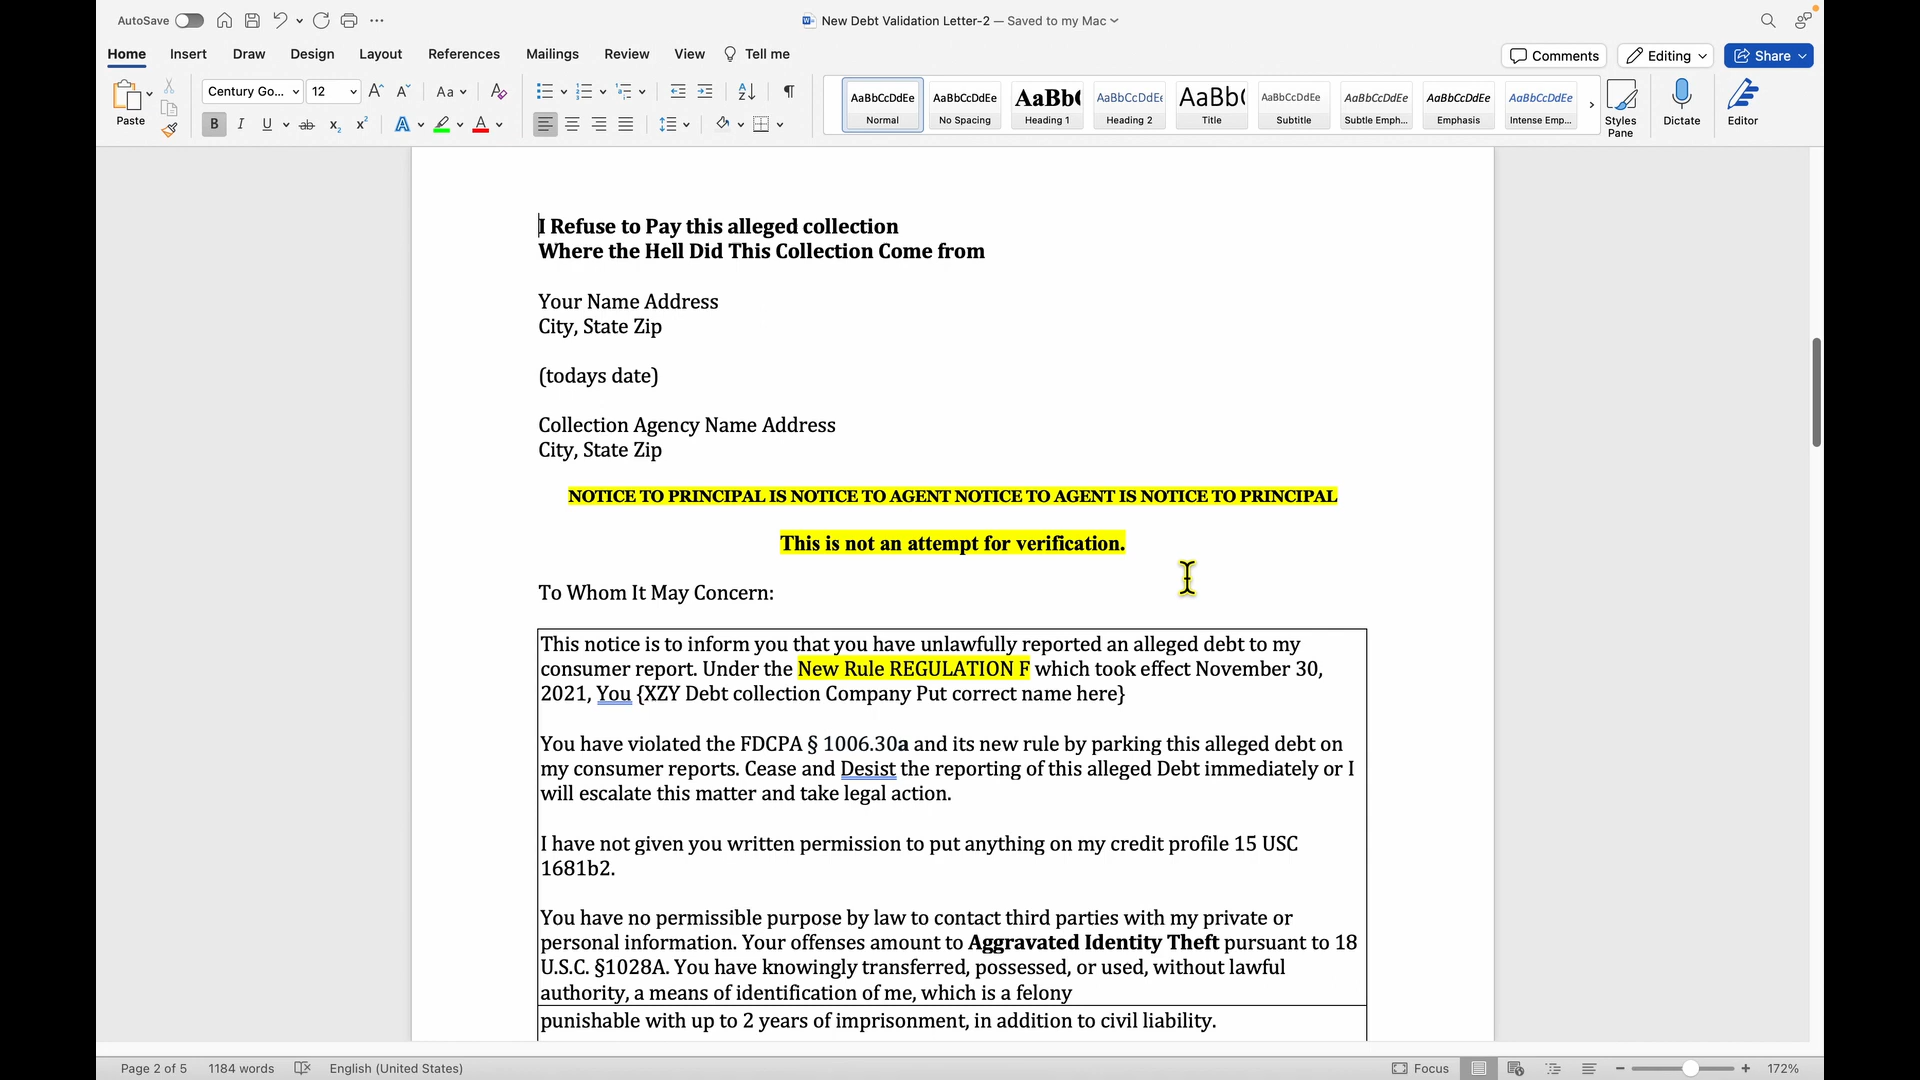 AutoSave
New Debt Validation Letter-2 — Saved to my Mac
Home Insert Draw Design Layout References Mailings Review View Tell me
Comments Editing Share
Paste
Century Go... 12
Aa
AaBbCcDdEe AaBbCcDdEe AaBb( AaBbCcDdE AaBb( AaBbCcDdEe AaBbCcDdEe AaBbCcDdEe AaBbCcDdEe
Normal No Spacing Heading 1 Heading 2 Title Subtitle Subtle Emph... Emphasis Intense Emp...
Styles Pane
Dictate
Editor
I Refuse to Pay this alleged collection
Where the Hell Did This Collection Come from
Your Name Address
City, State Zip
(todays date)
Collection Agency Name Address
City, State Zip
NOTICE TO PRINCIPAL IS NOTICE TO AGENT NOTICE TO AGENT IS NOTICE TO PRINCIPAL
This is not an attempt for verification.
To Whom It May Concern:
This notice is to inform you that you have unlawfully reported an alleged debt to my
consumer report. Under the New Rule REGULATION F which took effect November 30,
2021, You {XZY Debt collection Company Put correct name here}
You have violated the FDCPA § 1006.30a and its new rule by parking this alleged debt on
my consumer reports. Cease and Desist the reporting of this alleged Debt immediately or I
will escalate this matter and take legal action.
I have not given you written permission to put anything on my credit profile 15 USC
1681b2.
You have no permissible purpose by law to contact third parties with my private or
personal information. Your offenses amount to Aggravated Identity Theft pursuant to 18
U.S.C. §1028A. You have knowingly transferred, possessed, or used, without lawful
authority, a means of identification of me, which is a felony
punishable with up to 2 years of imprisonment, in addition to civil liability.
Page 2 of 5 1184 words English (United States) Focus 172%